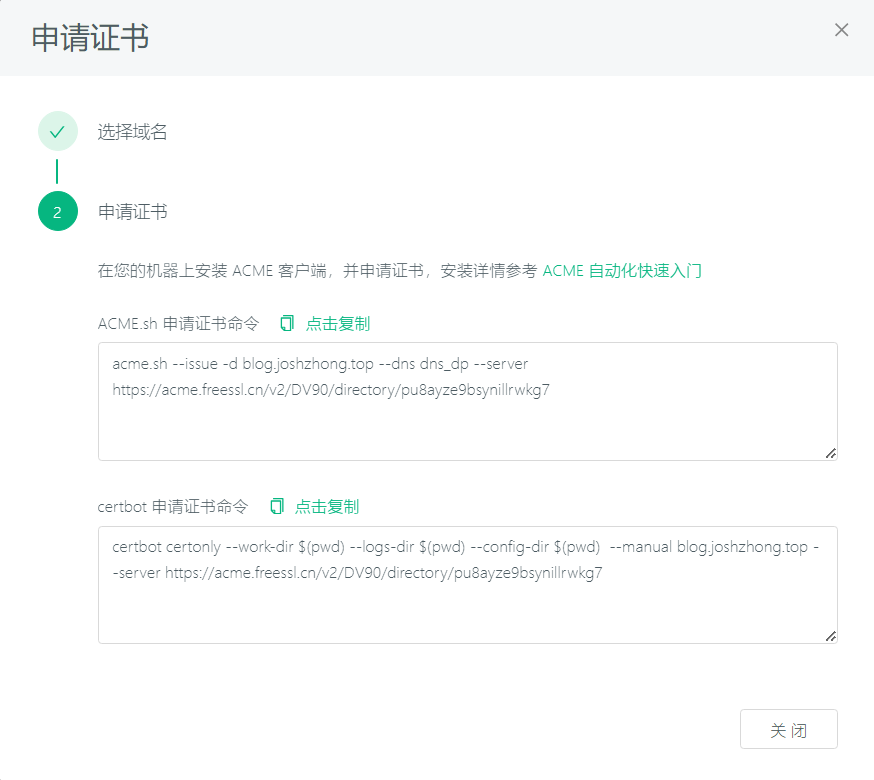 申请证书
选择域名
2
申请证书
在您的机器上安装 ACME 客户端，并申请证书，安装详情参考 ACME 自动化快速入门
ACME.sh 申请证书命令 点击复制
acme.sh --issue -d blog.joshzhong.top --dns dns_dp --server
https://acme.freessl.cn/v2/DV90/directory/pu8ayze9bsynillrwkg7
certbot 申请证书命令 点击复制
certbot certonly --work-dir $(pwd) --logs-dir $(pwd) --config-dir $(pwd)  --manual blog.joshzhong.top -
-server https://acme.freessl.cn/v2/DV90/directory/pu8ayze9bsynillrwkg7
关 闭